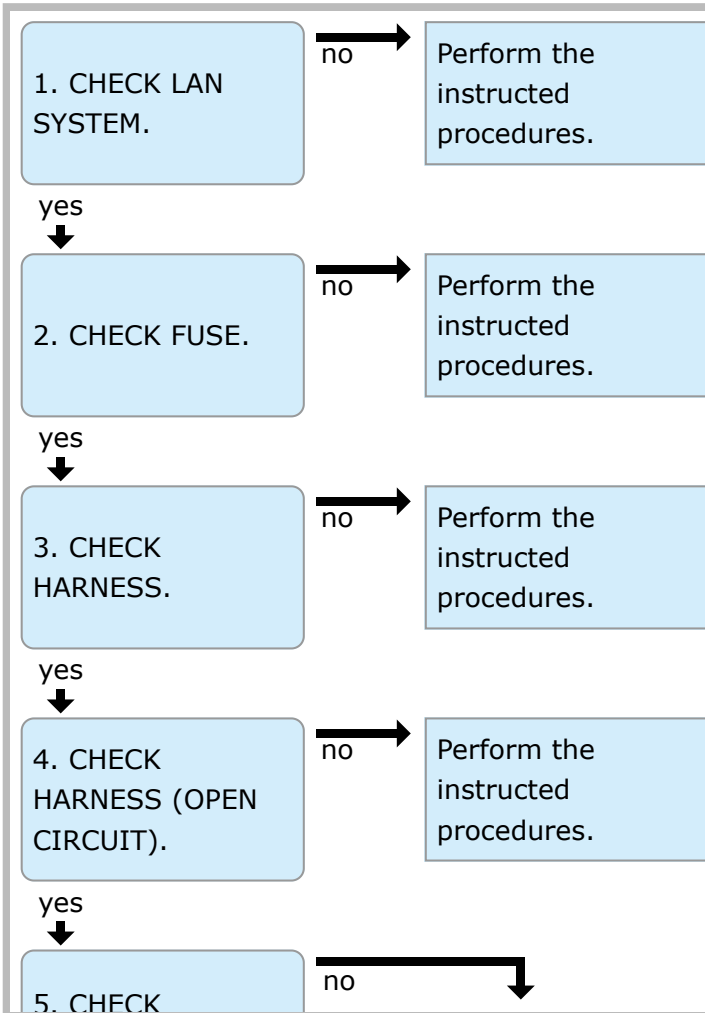 1. CHECK LAN
SYSTEM.
no
Perform the
instructed
procedures.
yes
2. CHECK FUSE.
no
Perform the
instructed
procedures.
yes
3. CHECK
HARNESS.
no
Perform the
instructed
procedures.
yes
4. CHECK
HARNESS (OPEN
CIRCUIT).
no
Perform the
instructed
procedures.
yes
5. CHECK
no